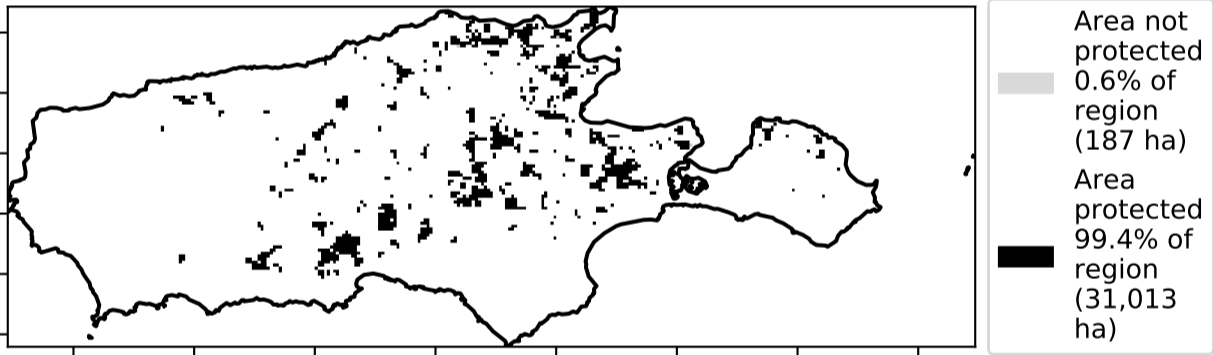 Area not
protected
0.6% of
region
(187 ha)
Area
protected
99.4% of
region
(31,013
ha)